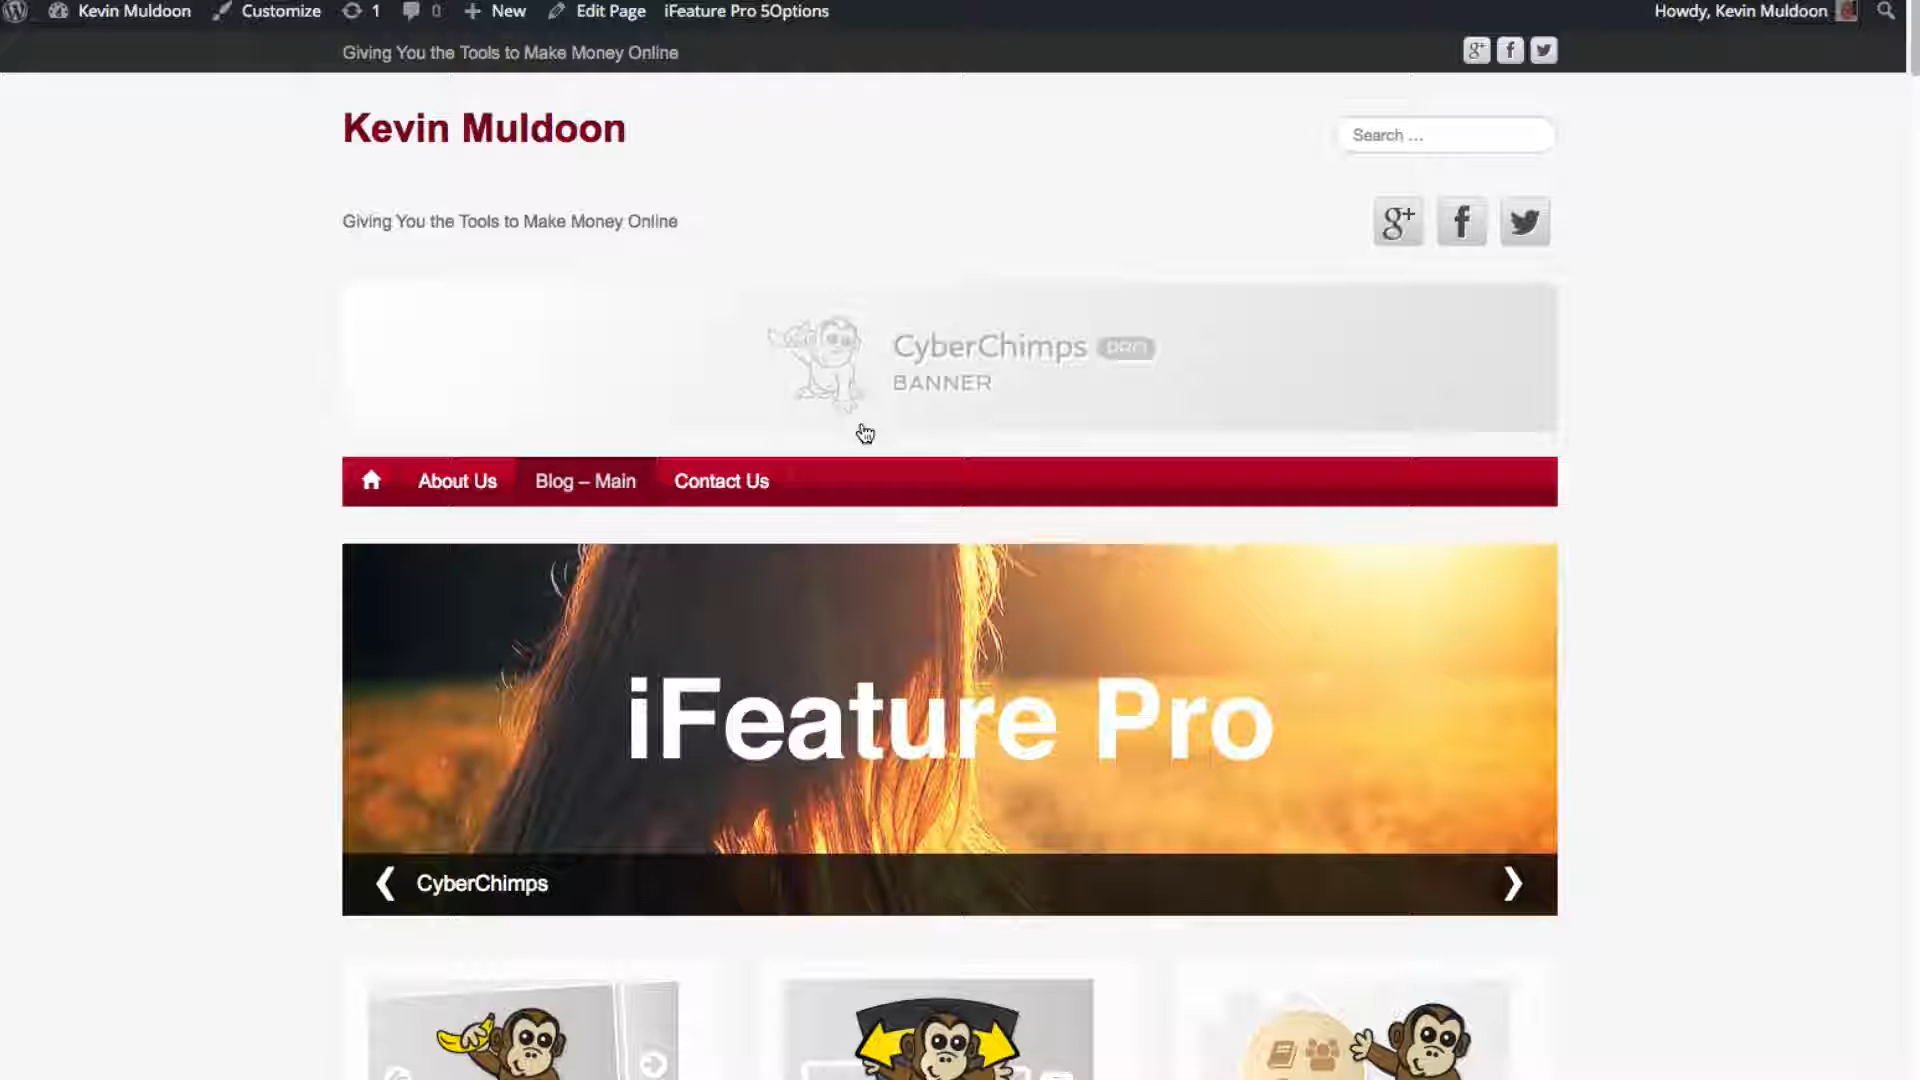 Kevin Muldoon Customize 1 0 New Edit Page iFeature Pro 5Options Howdy, Kevin Muldoon
Giving You the Tools to Make Money Online g+ f
Kevin Muldoon
Search ...
Giving You the Tools to Make Money Online
g+ f
CyberChimps PRO
BANNER
About Us Blog – Main Contact Us
iFeature Pro
CyberChimps